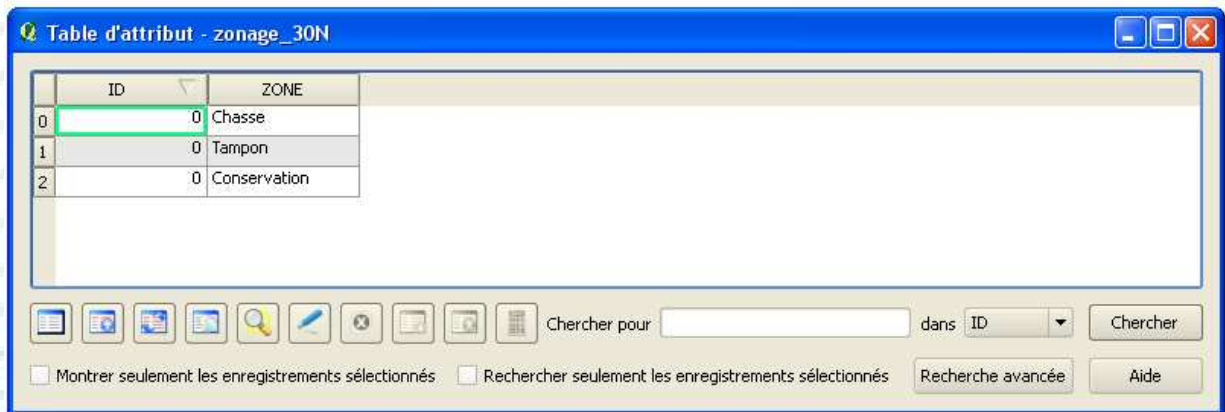 Table d'attribut - zonage_30N
ID ZONE
0 0 Chasse
1 0 Tampon
2 0 Conservation
Chercher pour dans ID Chercher
Montrer seulement les enregistrements sélectionnés Rechercher seulement les enregistrements sélectionnés Recherche avancée Aide